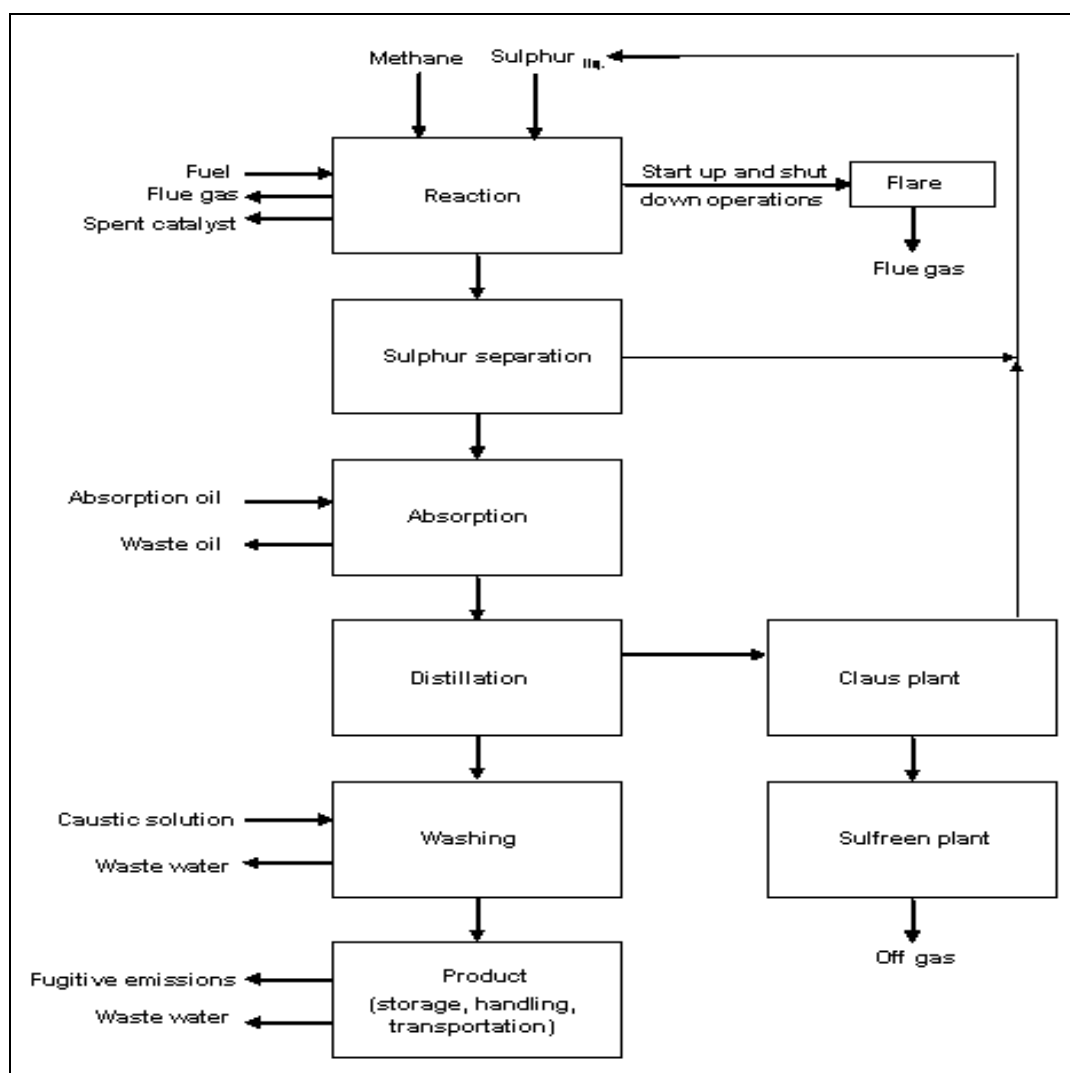 Methane
Sulphur liq.
Fuel
Flue gas
Spent catalyst
Reaction
Start up and shut
down operations
Flare
Flue gas
Sulphur separation
Absorption oil
Waste oil
Absorption
Distillation
Claus plant
Caustic solution
Waste water
Washing
Sulfreen plant
Off gas
Fugitive emissions
Waste water
Product
(storage, handling,
transportation)